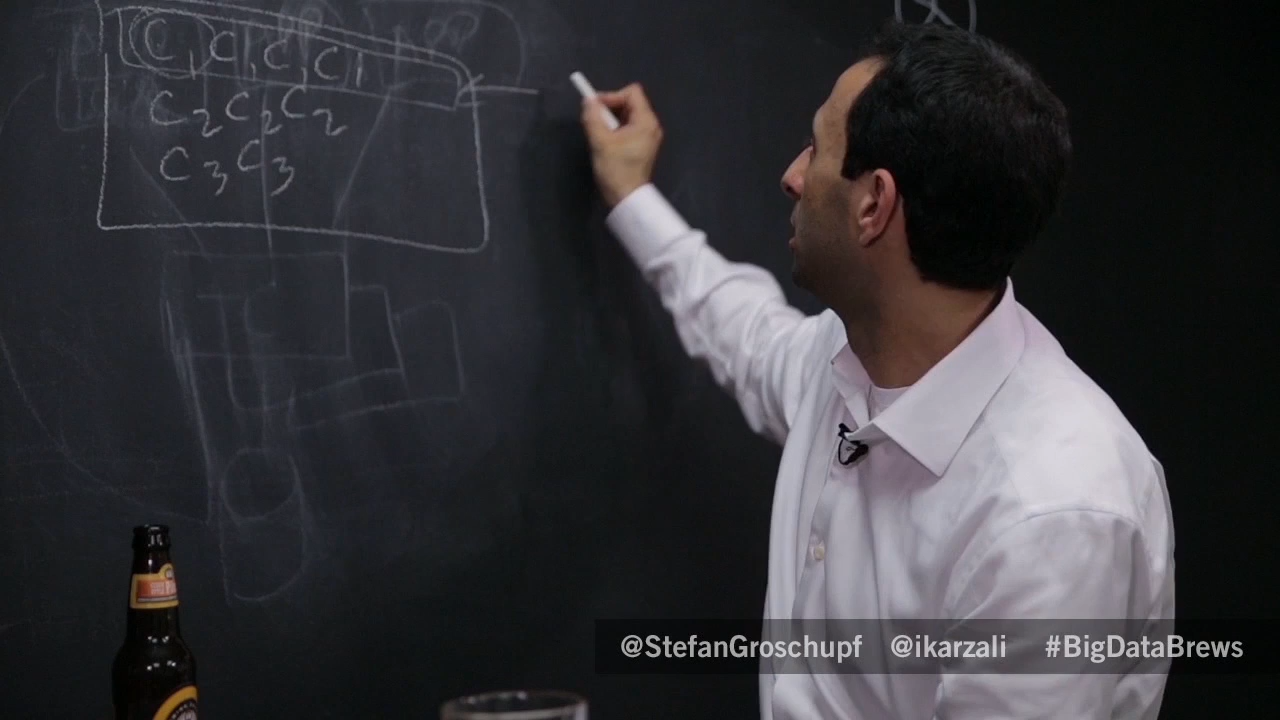 C₁ C₁ C₁ C₁
C₂ C₂ C₂
C₃ C₃
@StefanGroschupf @ikarzali #BigDataBrews